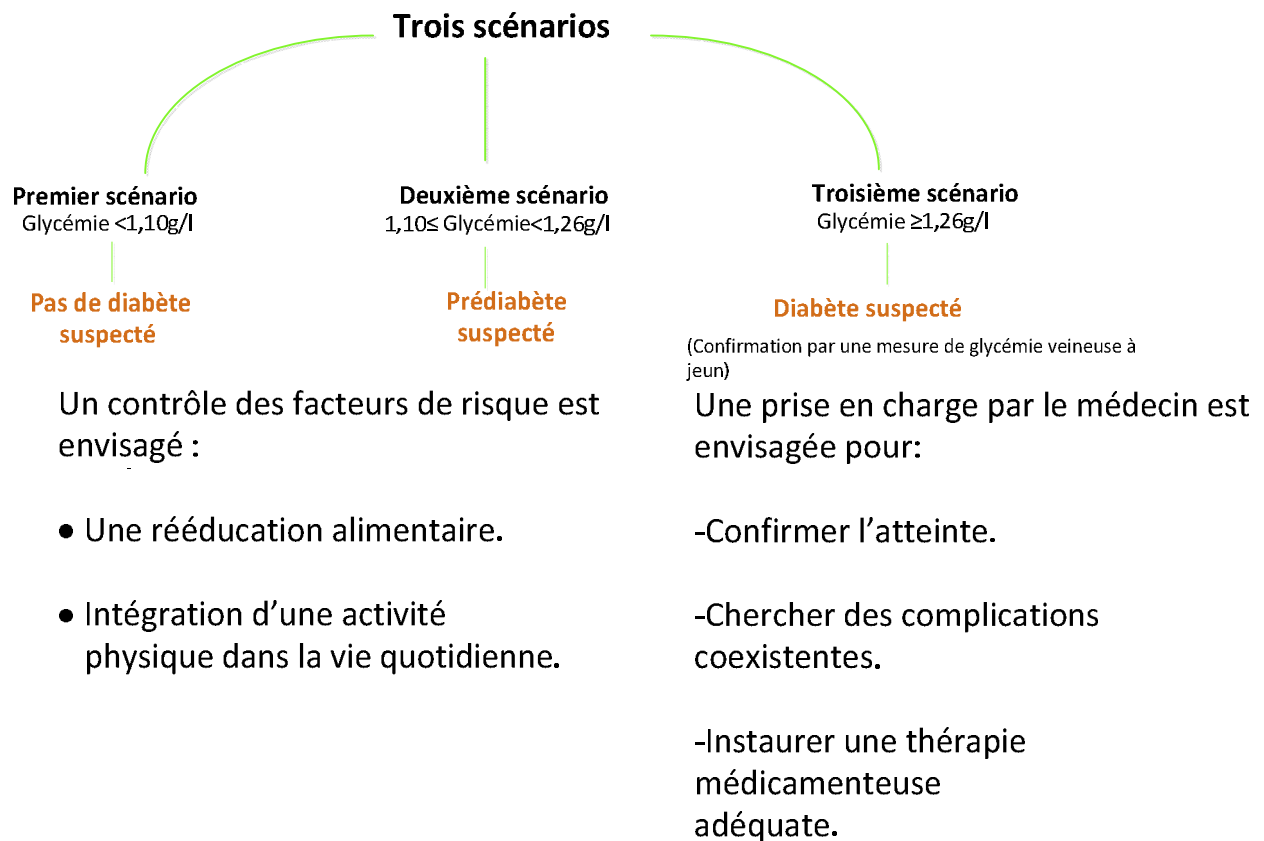 Trois scénarios
Premier scénario
Glycémie <1,10g/l
Pas de diabète
suspecté
Deuxième scénario
1,10≤ Glycémie<1,26g/l
Prédiabète
suspecté
Troisième scénario
Glycémie ≥1,26g/l
Diabète suspecté
(Confirmation par une mesure de glycémie veineuse à
jeun)
Un contrôle des facteurs de risque est
envisagé :
• Une rééducation alimentaire.
• Intégration d’une activité
physique dans la vie quotidienne.
Une prise en charge par le médecin est
envisagée pour:
-Confirmer l’atteinte.
-Chercher des complications
coexistentes.
-Instaurer une thérapie
médicamenteuse
adéquate.